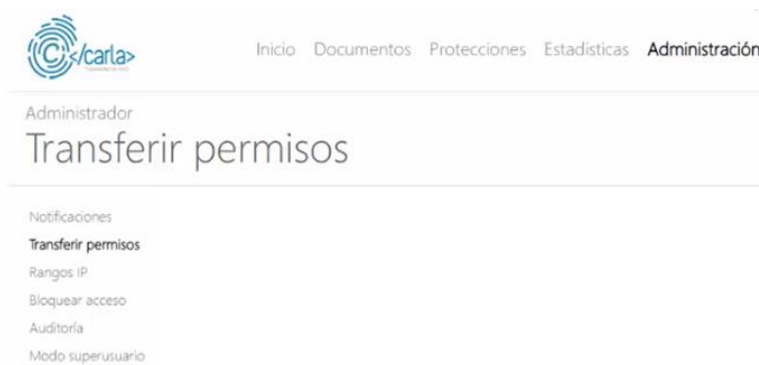 C</carla>
Inicio Documentos Protecciones Estadísticas Administración
Administrador
Transferir permisos
Notificaciones
Transferir permisos
Rangos IP
Bloquear acceso
Auditoría
Modo superusuario